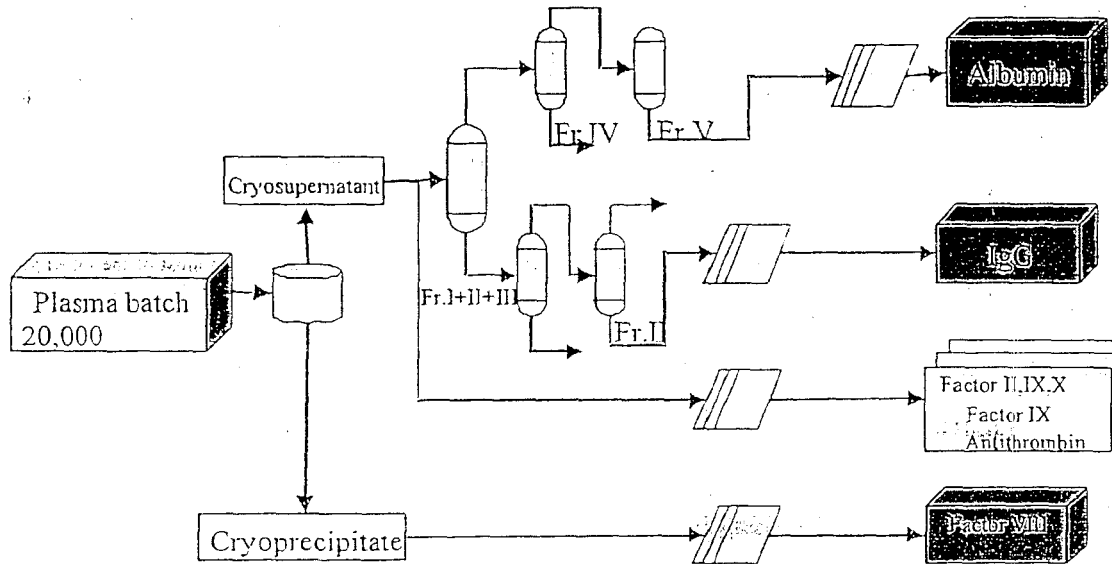 Albumin
Fr.IV
Fr.V
Cryosupernatant
IgG
Plasma batch
20,000
Fr.I+II+III
Fr.II
Factor II,IX,X
Factor IX
Antithrombin
Cryoprecipitate
Factor VIII